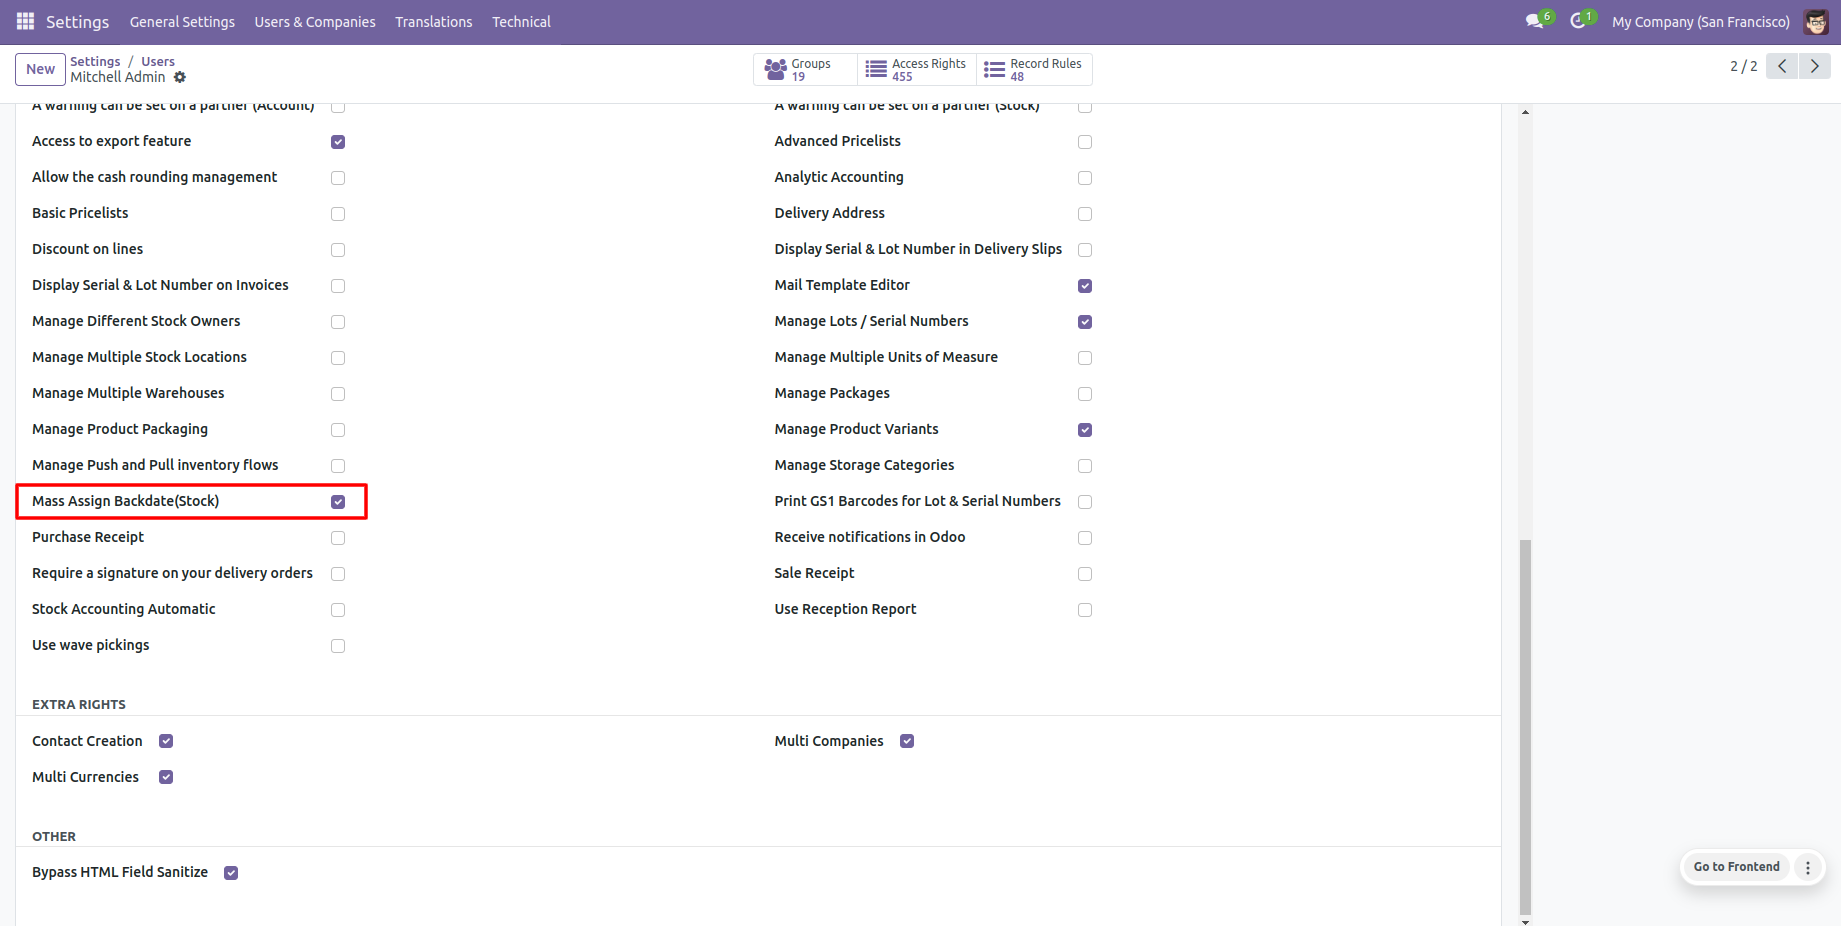 Settings General Settings Users & Companies Translations Technical 6 1 My Company (San Francisco)
New Settings / Users Groups 19 Access Rights 455 Record Rules 48 2 / 2
Mitchell Admin
A warning can be set on a partner (Account) A warning can be set on a partner (Stock)
Access to export feature Advanced Pricelists
Allow the cash rounding management Analytic Accounting
Basic Pricelists Delivery Address
Discount on lines Display Serial & Lot Number in Delivery Slips
Display Serial & Lot Number on Invoices Mail Template Editor
Manage Different Stock Owners Manage Lots / Serial Numbers
Manage Multiple Stock Locations Manage Multiple Units of Measure
Manage Multiple Warehouses Manage Packages
Manage Product Packaging Manage Product Variants
Manage Push and Pull inventory flows Manage Storage Categories
Mass Assign Backdate(Stock) Print GS1 Barcodes for Lot & Serial Numbers
Purchase Receipt Receive notifications in Odoo
Require a signature on your delivery orders Sale Receipt
Stock Accounting Automatic Use Reception Report
Use wave pickings
EXTRA RIGHTS
Contact Creation Multi Companies
Multi Currencies
OTHER
Bypass HTML Field Sanitize
Go to Frontend